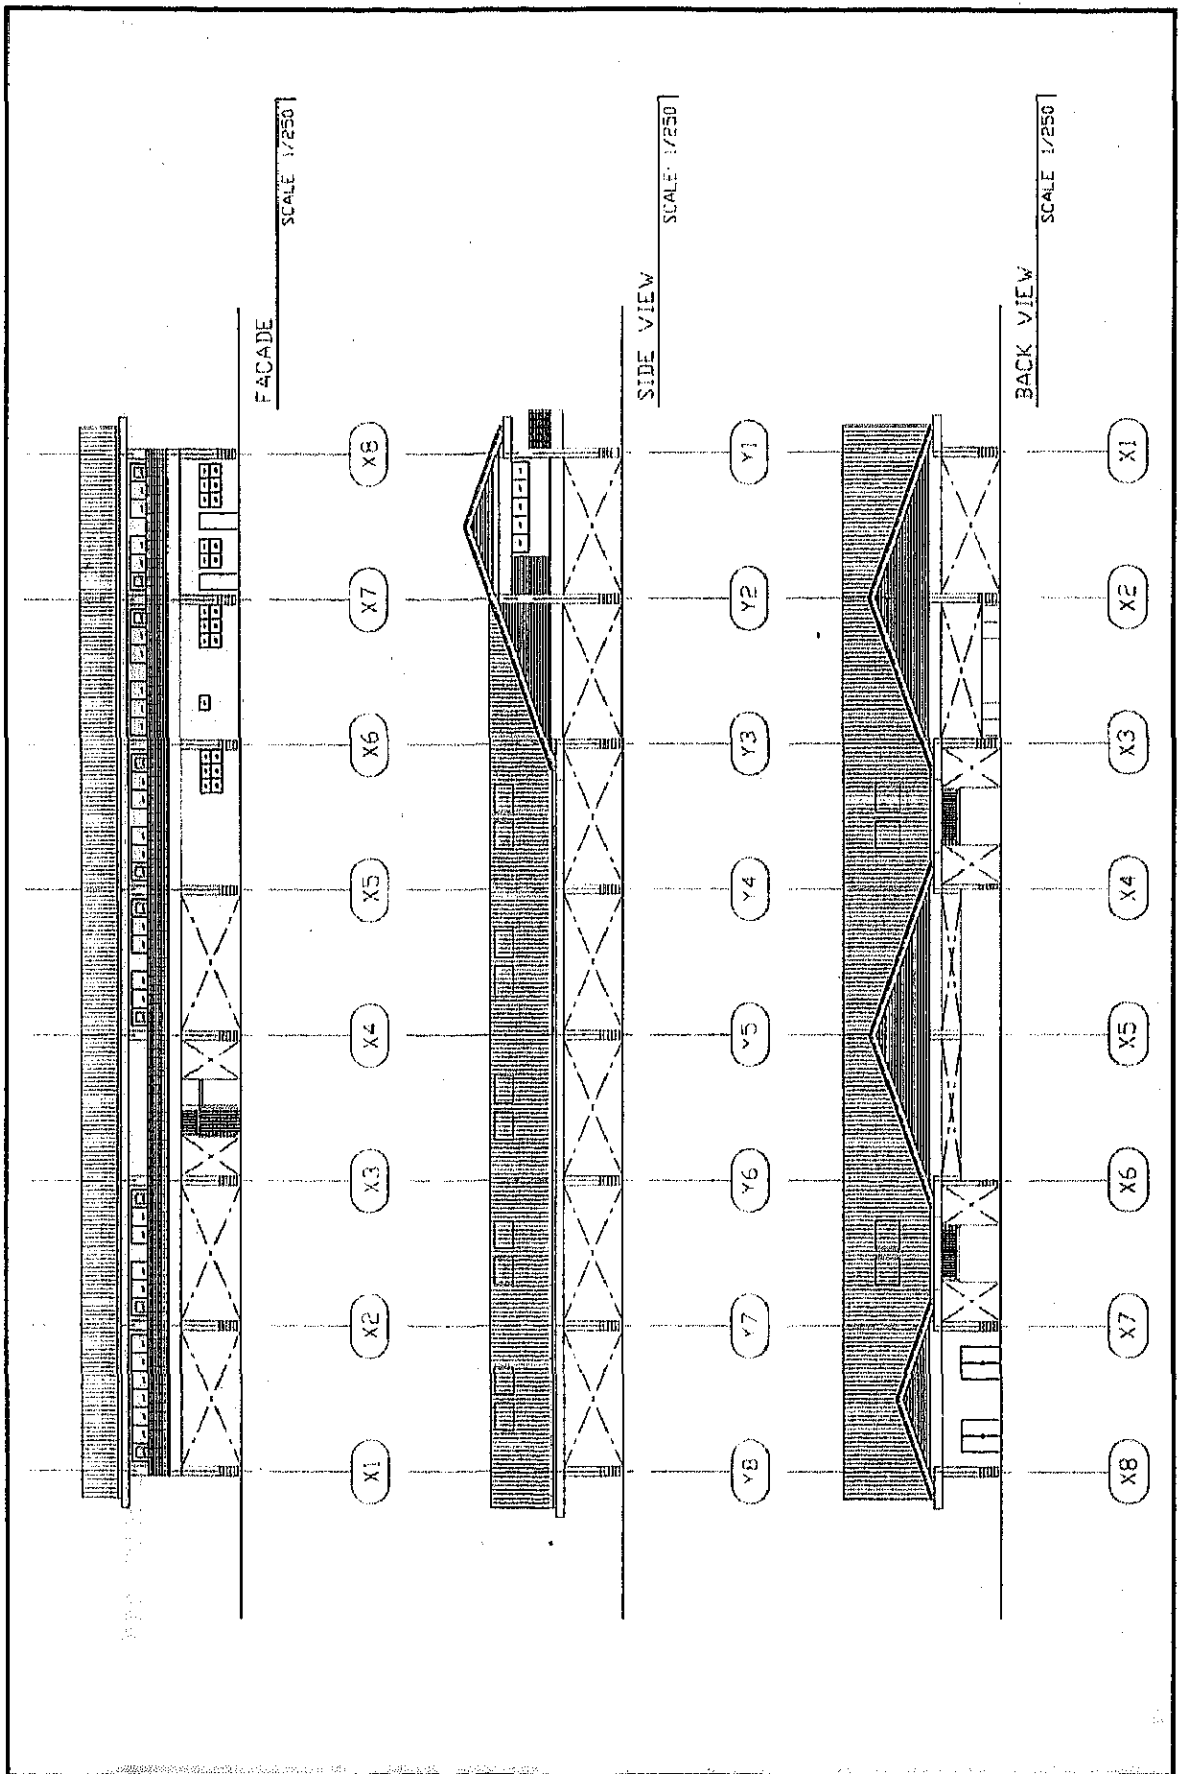 X1 X2 X3 X4 X5 X6 X7 X8
FACADE
SCALE 1/250
Y8 Y7 Y6 Y5 Y4 Y3 Y2 Y1
SIDE VIEW
SCALE: 1/250
X8 X7 X6 X5 X4 X3 X2 X1
BACK VIEW
SCALE 1/250